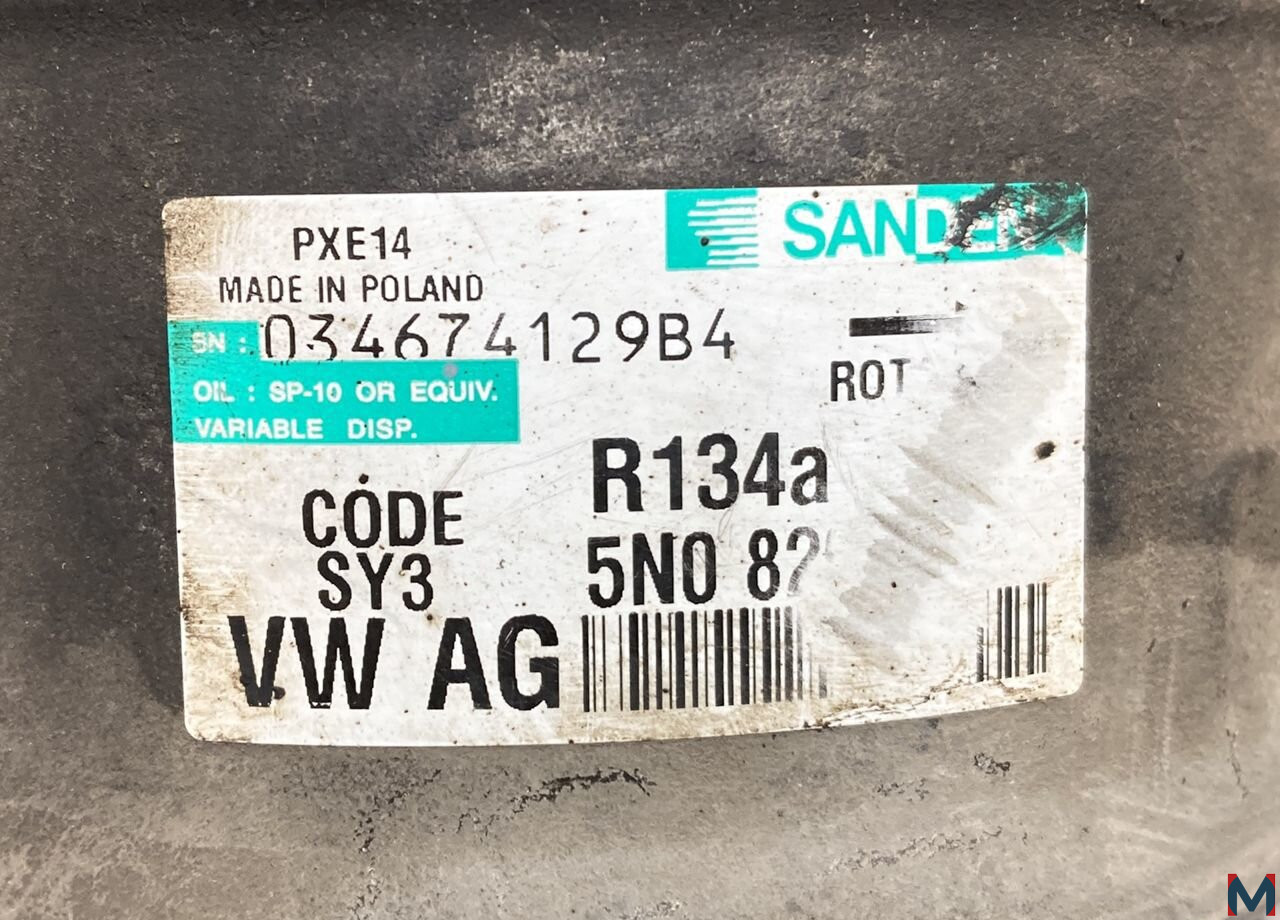 SANDEN
PXE14
MADE IN POLAND
SN : 034674129B4
ROT
OIL : SP-10 OR EQUIV.
VARIABLE DISP.
R134a
CODE
SY3
5N0
VW AG
M